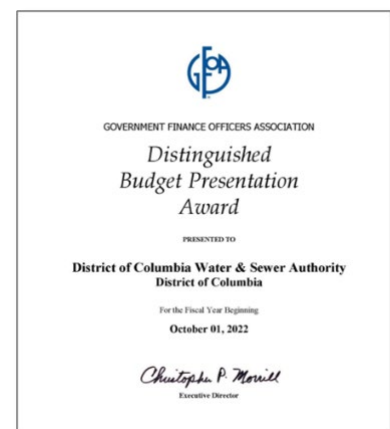 GFOA
GOVERNMENT FINANCE OFFICERS ASSOCIATION
Distinguished
Budget Presentation
Award
PRESENTED TO
District of Columbia Water & Sewer Authority
District of Columbia
For the Fiscal Year Beginning
October 01, 2022
Christopher P. Morrill
Executive Director